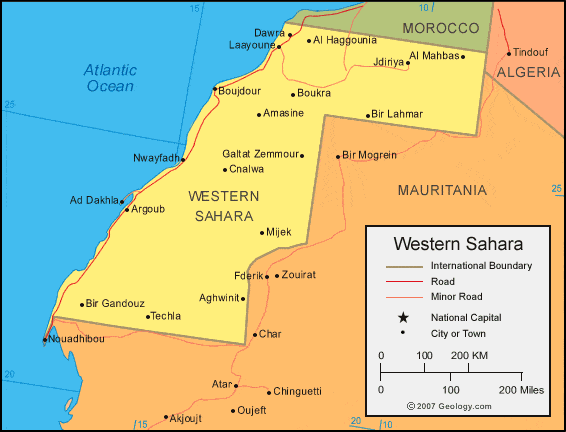 15
10
MOROCCO
Dawra
Laayoune
Al Haggounia
Al Mahbas
Jdiriya
Tindouf
ALGERIA
Atlantic
Ocean
Boujdour
Boukra
25
Amasine
Bir Lahmar
Nwayfadh
Galtat Zemmour
Bir Mogrein
Cnalwa
Ad Dakhla
Argoub
WESTERN
SAHARA
MAURITANIA
25
Mijek
Fderik
Zouirat
Aghwinit
Bir Gandouz
Techla
Nouadhibou
Char
20
Atar
Chinguetti
Oujeft
Akjoujt
15
20
10
Western Sahara
International Boundary
Road
Minor Road
National Capital
City or Town
0 100 200 KM
0 100 200 Miles
© 2007 Geology.com